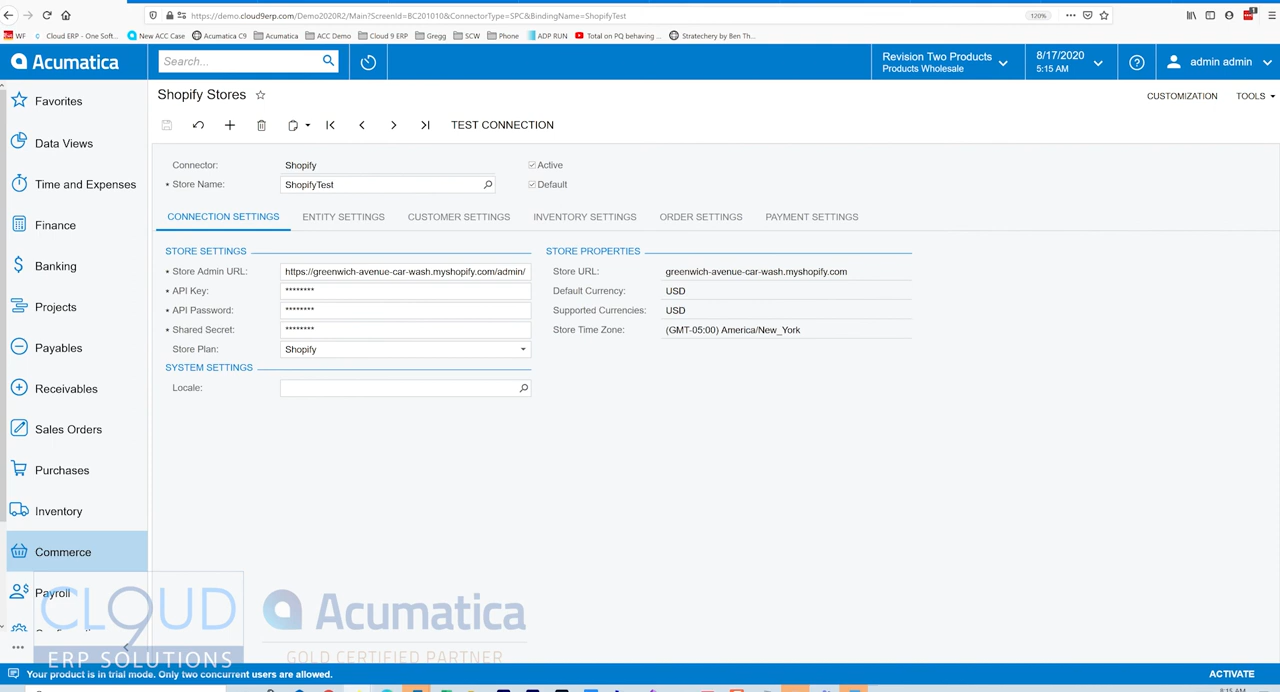 https://demo.cloud9erp.com/Demo2020R2/Main?ScreenId=BC201010&ConnectorType=SPC&BindingName=ShopifyTest
120%
WF
Cloud ERP - One Soft...
New ACC Case
Acumatica C9
Acumatica
ACC Demo
Cloud 9 ERP
Gregg
SCW
Phone
ADP RUN
Total on PQ behaving ...
Stratechery by Ben Th...
Acumatica
Search...
Revision Two Products
Products Wholesale
8/17/2020
5:15 AM
admin admin
Favorites
Data Views
Time and Expenses
Finance
Banking
Projects
Payables
Receivables
Sales Orders
Purchases
Inventory
Commerce
Payroll
Shopify Stores
CUSTOMIZATION
TOOLS
TEST CONNECTION
Connector:
Shopify
Active
Store Name:
ShopifyTest
Default
CONNECTION SETTINGS
ENTITY SETTINGS
CUSTOMER SETTINGS
INVENTORY SETTINGS
ORDER SETTINGS
PAYMENT SETTINGS
STORE SETTINGS
Store Admin URL:
https://greenwich-avenue-car-wash.myshopify.com/admin/
API Key:
********
API Password:
********
Shared Secret:
********
Store Plan:
Shopify
SYSTEM SETTINGS
Locale:
STORE PROPERTIES
Store URL:
greenwich-avenue-car-wash.myshopify.com
Default Currency:
USD
Supported Currencies:
USD
Store Time Zone:
(GMT-05:00) America/New_York
CLOUD
ERP SOLUTIONS
Acumatica
GOLD CERTIFIED PARTNER
Your product is in trial mode. Only two concurrent users are allowed.
ACTIVATE
8:15 AM